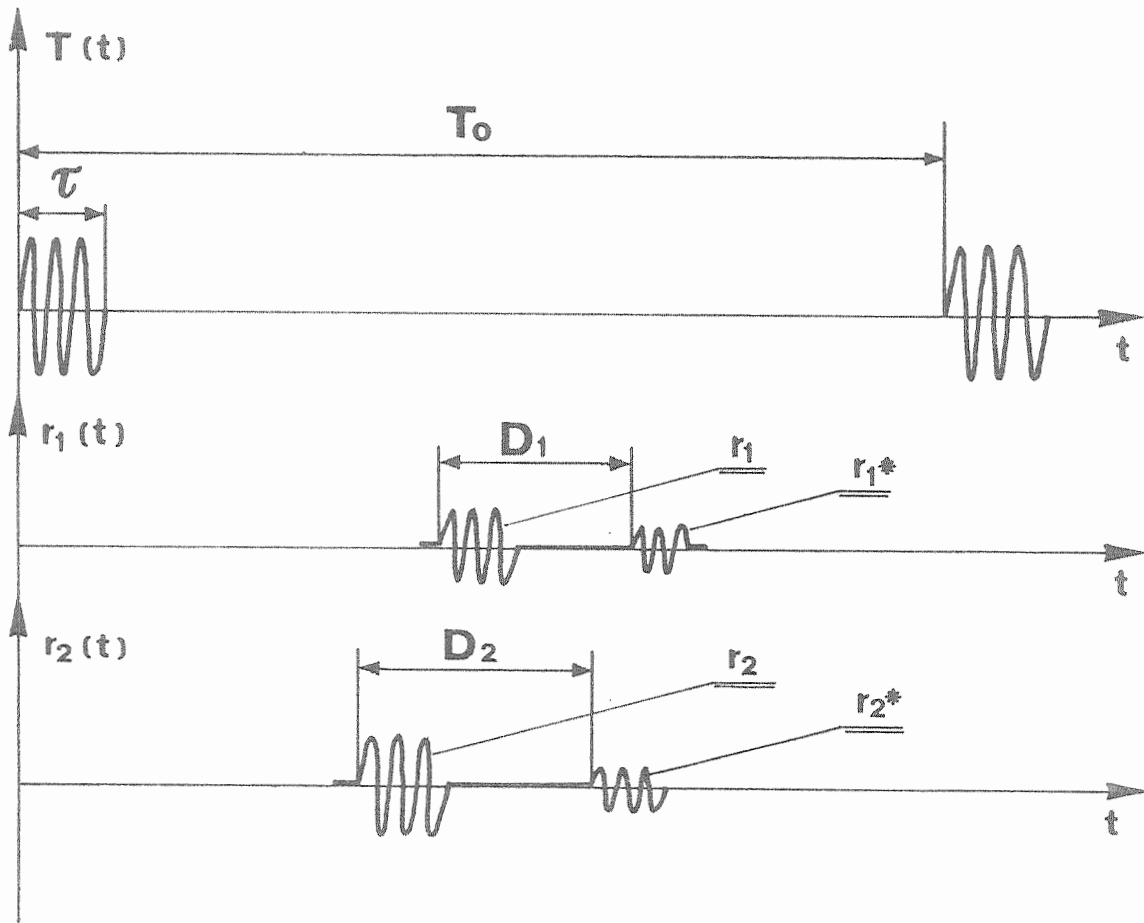 T (t)
T₀
τ
t
r₁ (t)
D₁
r₁
r₁*
t
r₂ (t)
D₂
r₂
r₂*
t